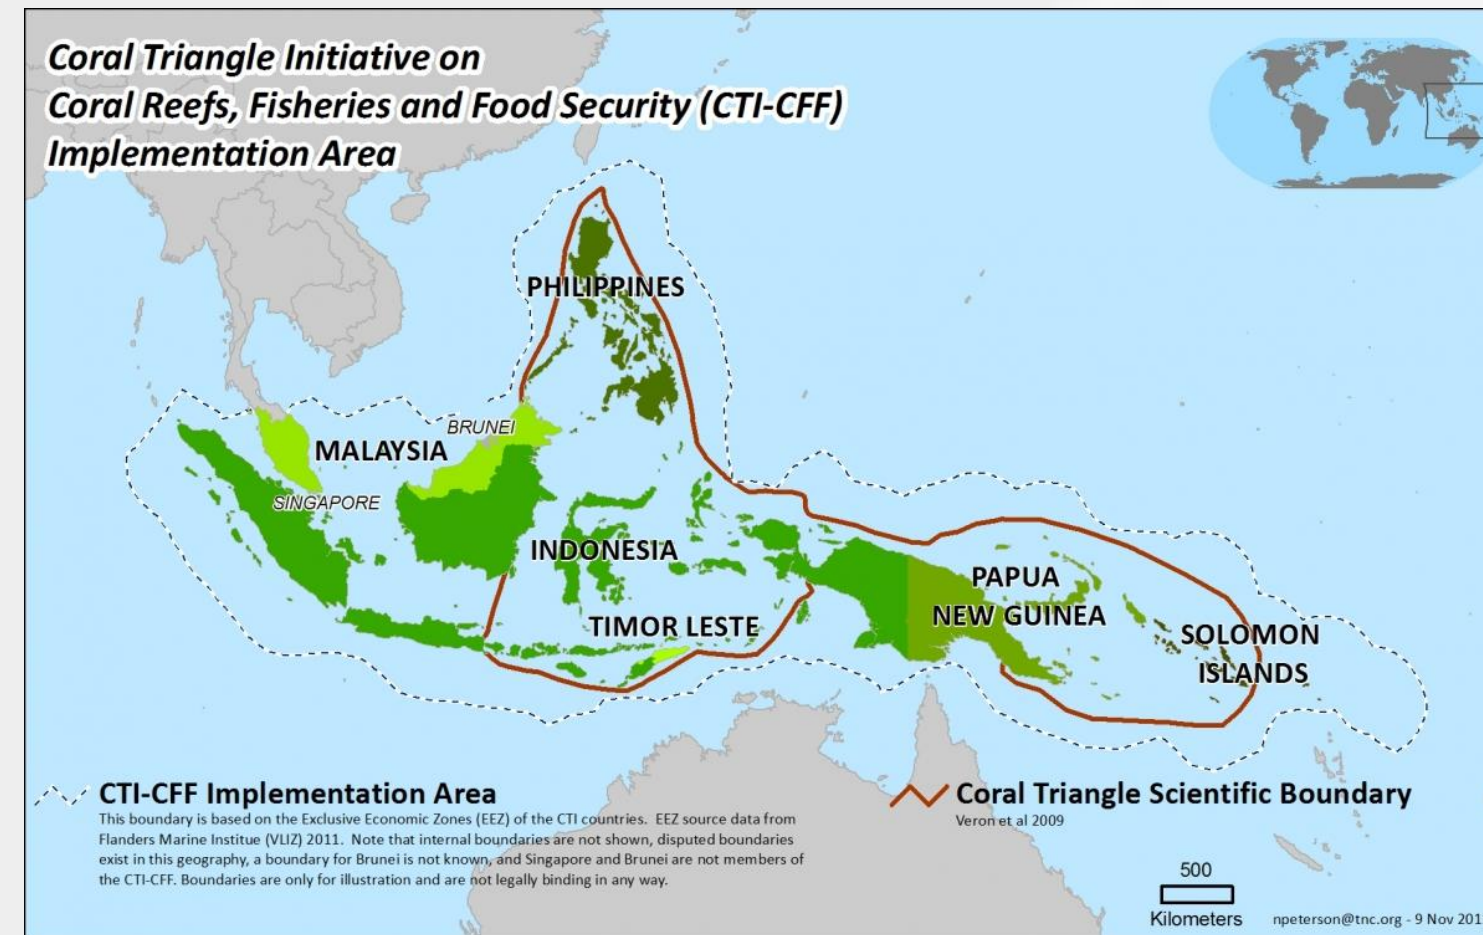 Coral Triangle Initiative on
Coral Reefs, Fisheries and Food Security (CTI-CFF)
Implementation Area
PHILIPPINES
BRUNEI
MALAYSIA
SINGAPORE
INDONESIA
PAPUA
NEW GUINEA
TIMOR LESTE
SOLOMON
ISLANDS
CTI-CFF Implementation Area
This boundary is based on the Exclusive Economic Zones (EEZ) of the CTI countries. EEZ source data from
Flanders Marine Institue (VLIZ) 2011. Note that internal boundaries are not shown, disputed boundaries
exist in this geography, a boundary for Brunei is not known, and Singapore and Brunei are not members of
the CTI-CFF. Boundaries are only for illustration and are not legally binding in any way.
Coral Triangle Scientific Boundary
Veron et al 2009
500
Kilometers
npeterson@tnc.org - 9 Nov 201